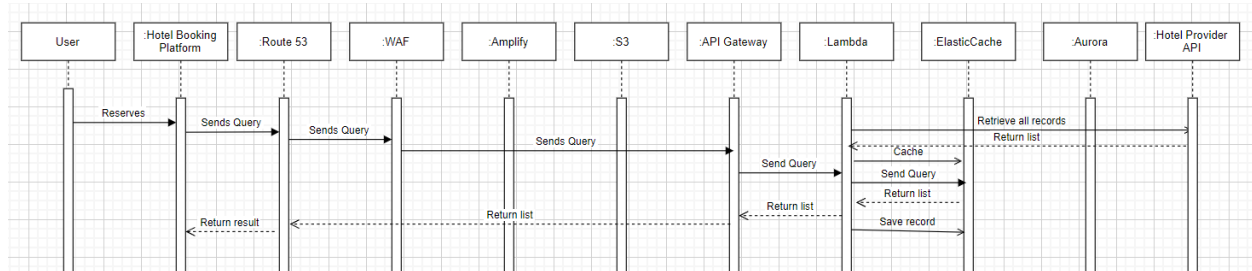 User
:Hotel Booking
Platform
:Route 53
:WAF
:Amplify
:S3
:API Gateway
:Lambda
:ElasticCache
:Aurora
:Hotel Provider
API
Reserves
Sends Query
Sends Query
Sends Query
Retrieve all records
Return list
Cache
Send Query
Send Query
Return list
Return list
Return list
Return result
Save record